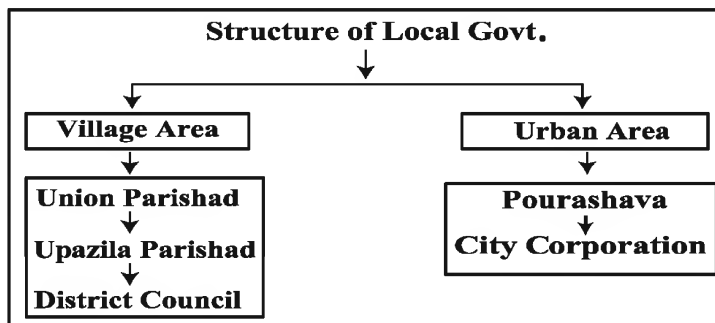 Structure of Local Govt.
Village Area
Union Parishad
Upazila Parishad
District Council
Urban Area
Pourashava
City Corporation